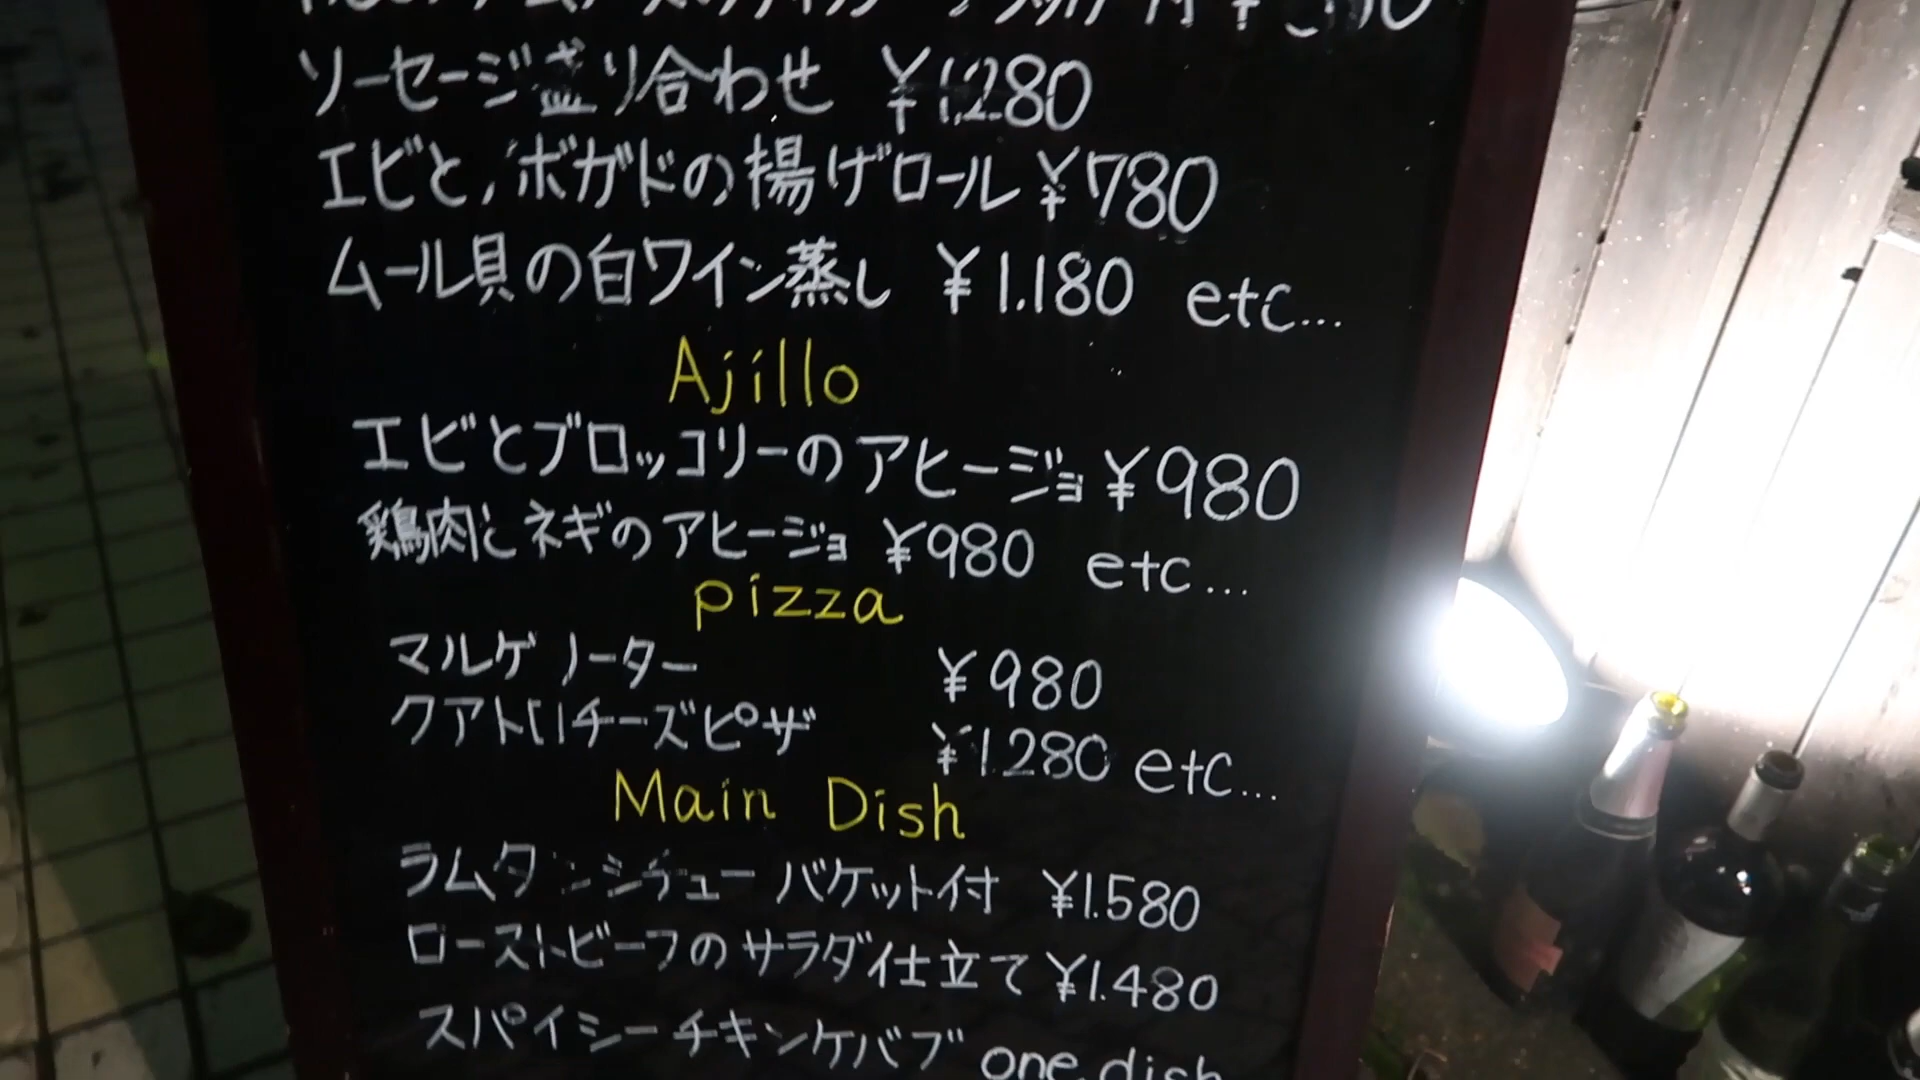 ソーセージ盛り合わせ ¥1,280
エビとアボガドの揚げロール ¥780
ムール貝の白ワイン蒸し ¥1.180 etc...
Ajillo
エビとブロッコリーのアヒージョ ¥980
鶏肉とネギのアヒージョ ¥980 etc...
pizza
マルゲリーター ¥980
クアトロチーズピザ ¥1.280 etc...
Main Dish
ラムタンシチュー バケット付 ¥1.580
ローストビーフのサラダ仕立て ¥1.480
スパイシーチキンケバブ one dish